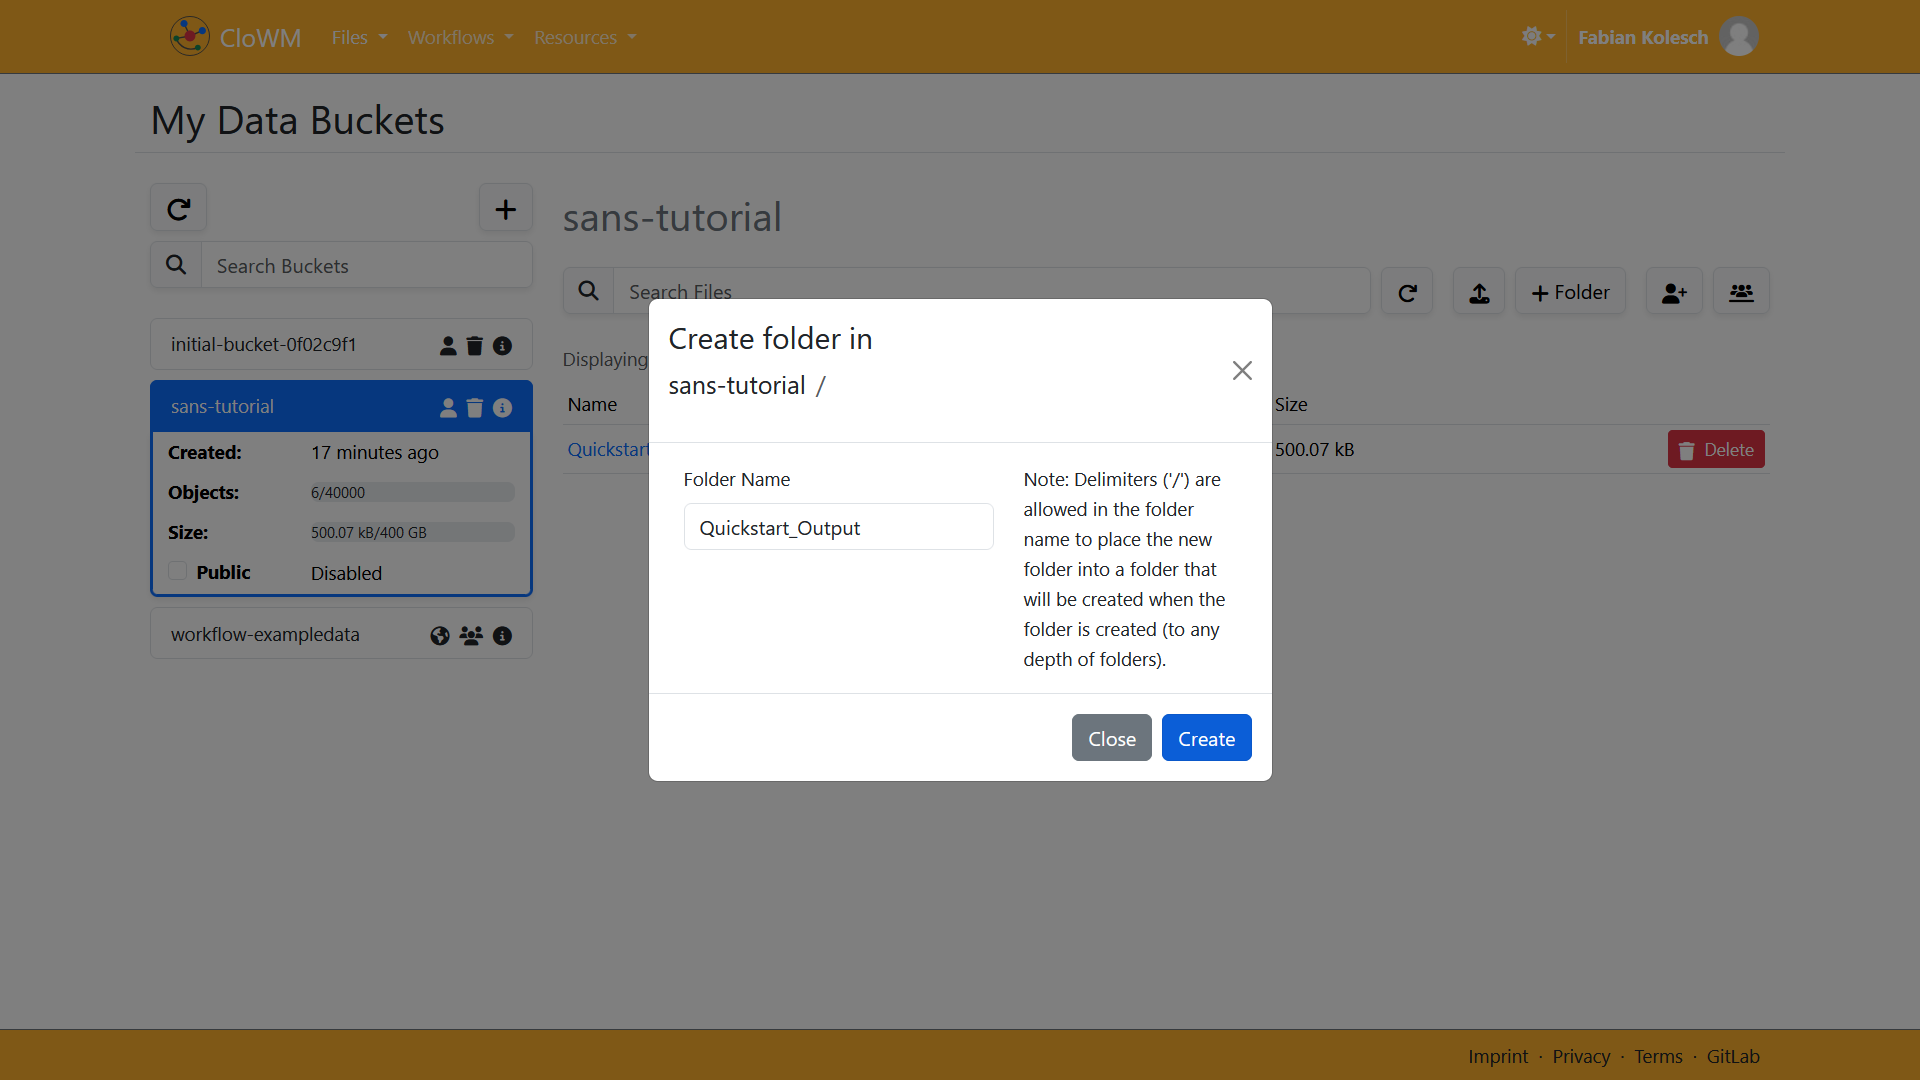 CloWM Files Workflows Resources Fabian Kolesch
My Data Buckets
Search Buckets
initial-bucket-0f02c9f1
sans-tutorial
Created: 17 minutes ago
Objects: 6/40000
Size: 500.07 kB/400 GB
Public Disabled
workflow-exampledata
sans-tutorial
Search Files
Folder
Displaying
Name Size
Quickstart 500.07 kB Delete
Create folder in
sans-tutorial /
Folder Name
Quickstart_Output
Note: Delimiters ('/') are
allowed in the folder
name to place the new
folder into a folder that
will be created when the
folder is created (to any
depth of folders).
Close Create
Imprint · Privacy · Terms · GitLab